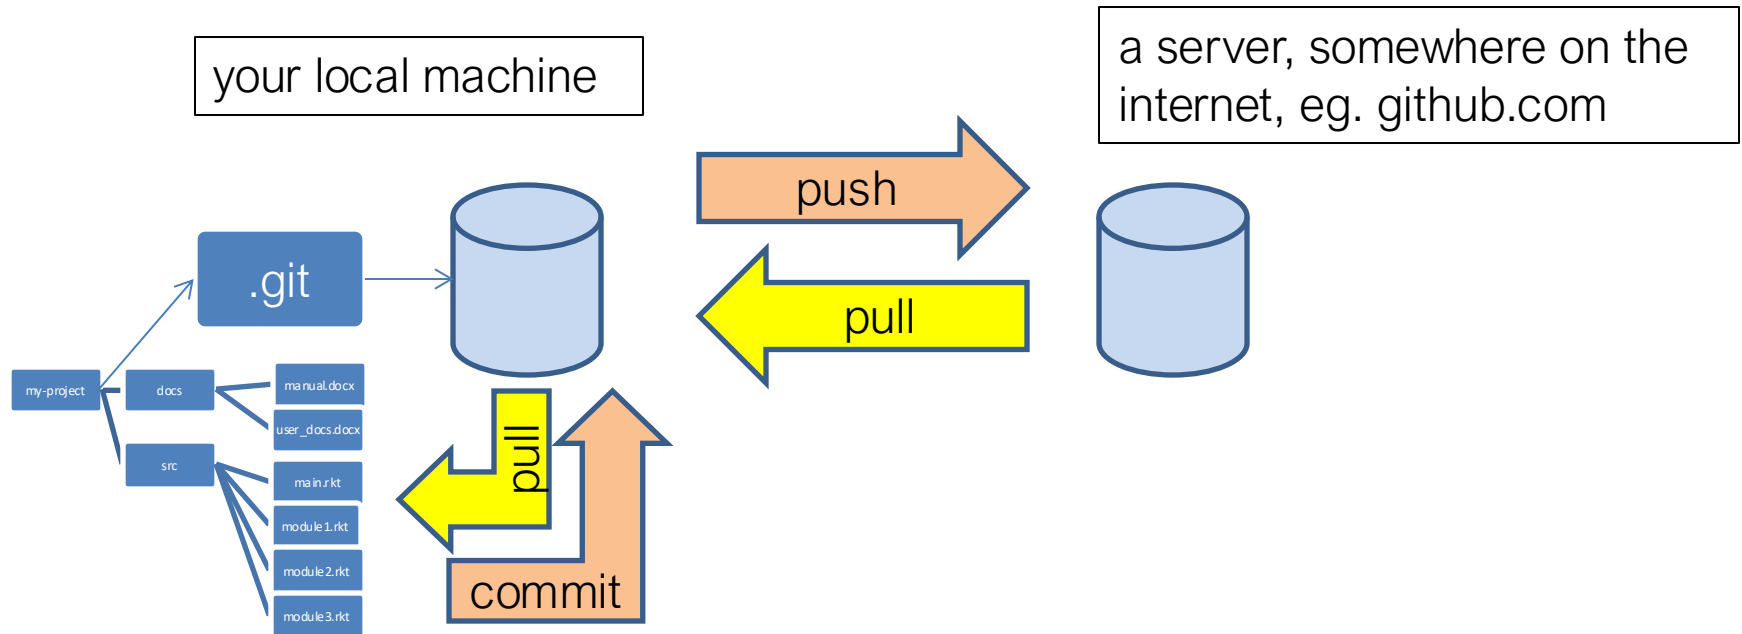 your local machine
a server, somewhere on the
internet, eg. github.com
push
.git
pull
my-project
docs
manual.docx
user_docs.docx
src
main.rkt
module1.rkt
module2.rkt
module3.rkt
pull
commit